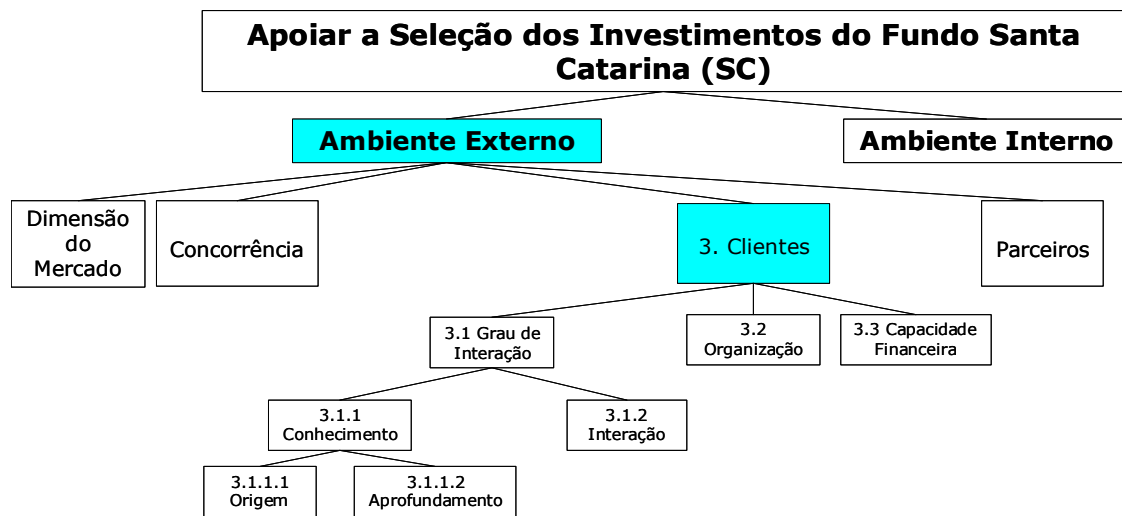 Apoiar a Seleção dos Investimentos do Fundo Santa
Catarina (SC)
Ambiente Externo
Ambiente Interno
Dimensão
do
Mercado
Concorrência
3. Clientes
Parceiros
3.1 Grau de
Interação
3.2
Organização
3.3 Capacidade
Financeira
3.1.1
Conhecimento
3.1.2
Interação
3.1.1.1
Origem
3.1.1.2
Aprofundamento